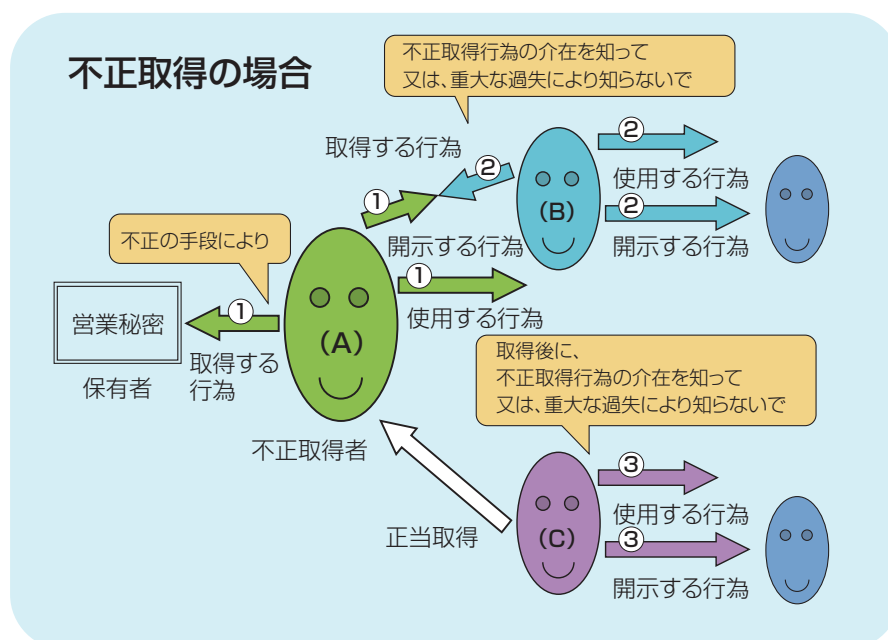 不正取得の場合
不正取得行為の介在を知って
又は、重大な過失により知らないで
取得する行為
②
①
(B)
②
使用する行為
②
開示する行為
不正の手段により
開示する行為
①
使用する行為
営業秘密
①
(A)
保有者
取得する
行為
不正取得者
取得後に、
不正取得行為の介在を知って
又は、重大な過失により知らないで
正当取得
(C)
③
使用する行為
③
開示する行為